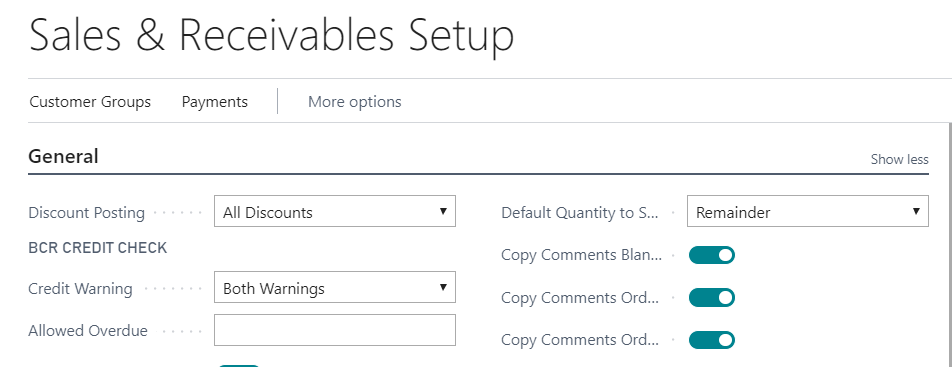 Sales & Receivables Setup
Customer Groups Payments More options
General Show less
Discount Posting All Discounts
BCR CREDIT CHECK
Credit Warning Both Warnings
Allowed Overdue
Default Quantity to S... Remainder
Copy Comments Blan...
Copy Comments Ord...
Copy Comments Ord...